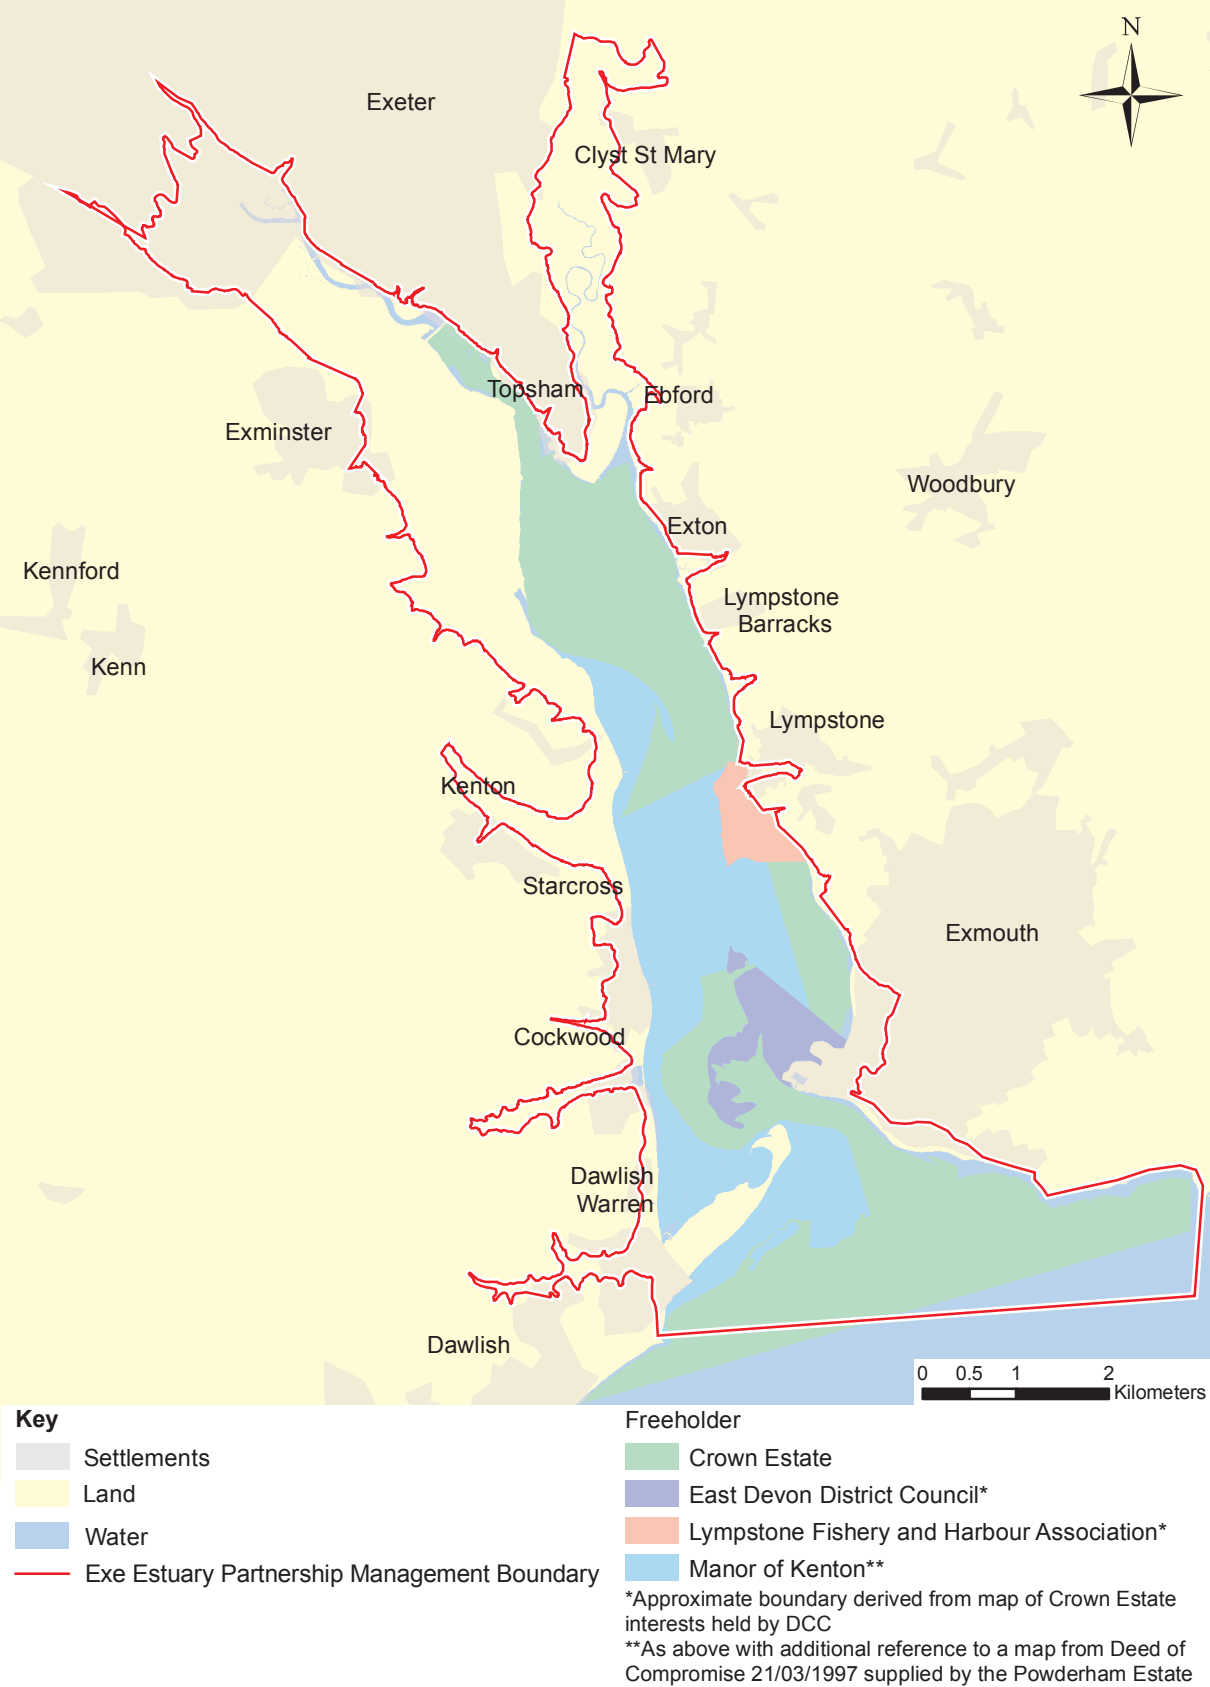 N
Exeter
Clyst St Mary
Topsham
Ebford
Exminster
Woodbury
Exton
Kennford
Lympstone
Barracks
Kenn
Lympstone
Kenton
Starcross
Exmouth
Cockwood
Dawlish
Warren
Dawlish
0 0.5 1 2
Kilometers
Key
Settlements
Land
Water
Exe Estuary Partnership Management Boundary
Freeholder
Crown Estate
East Devon District Council*
Lympstone Fishery and Harbour Association*
Manor of Kenton**
*Approximate boundary derived from map of Crown Estate
interests held by DCC
**As above with additional reference to a map from Deed of
Compromise 21/03/1997 supplied by the Powderham Estate